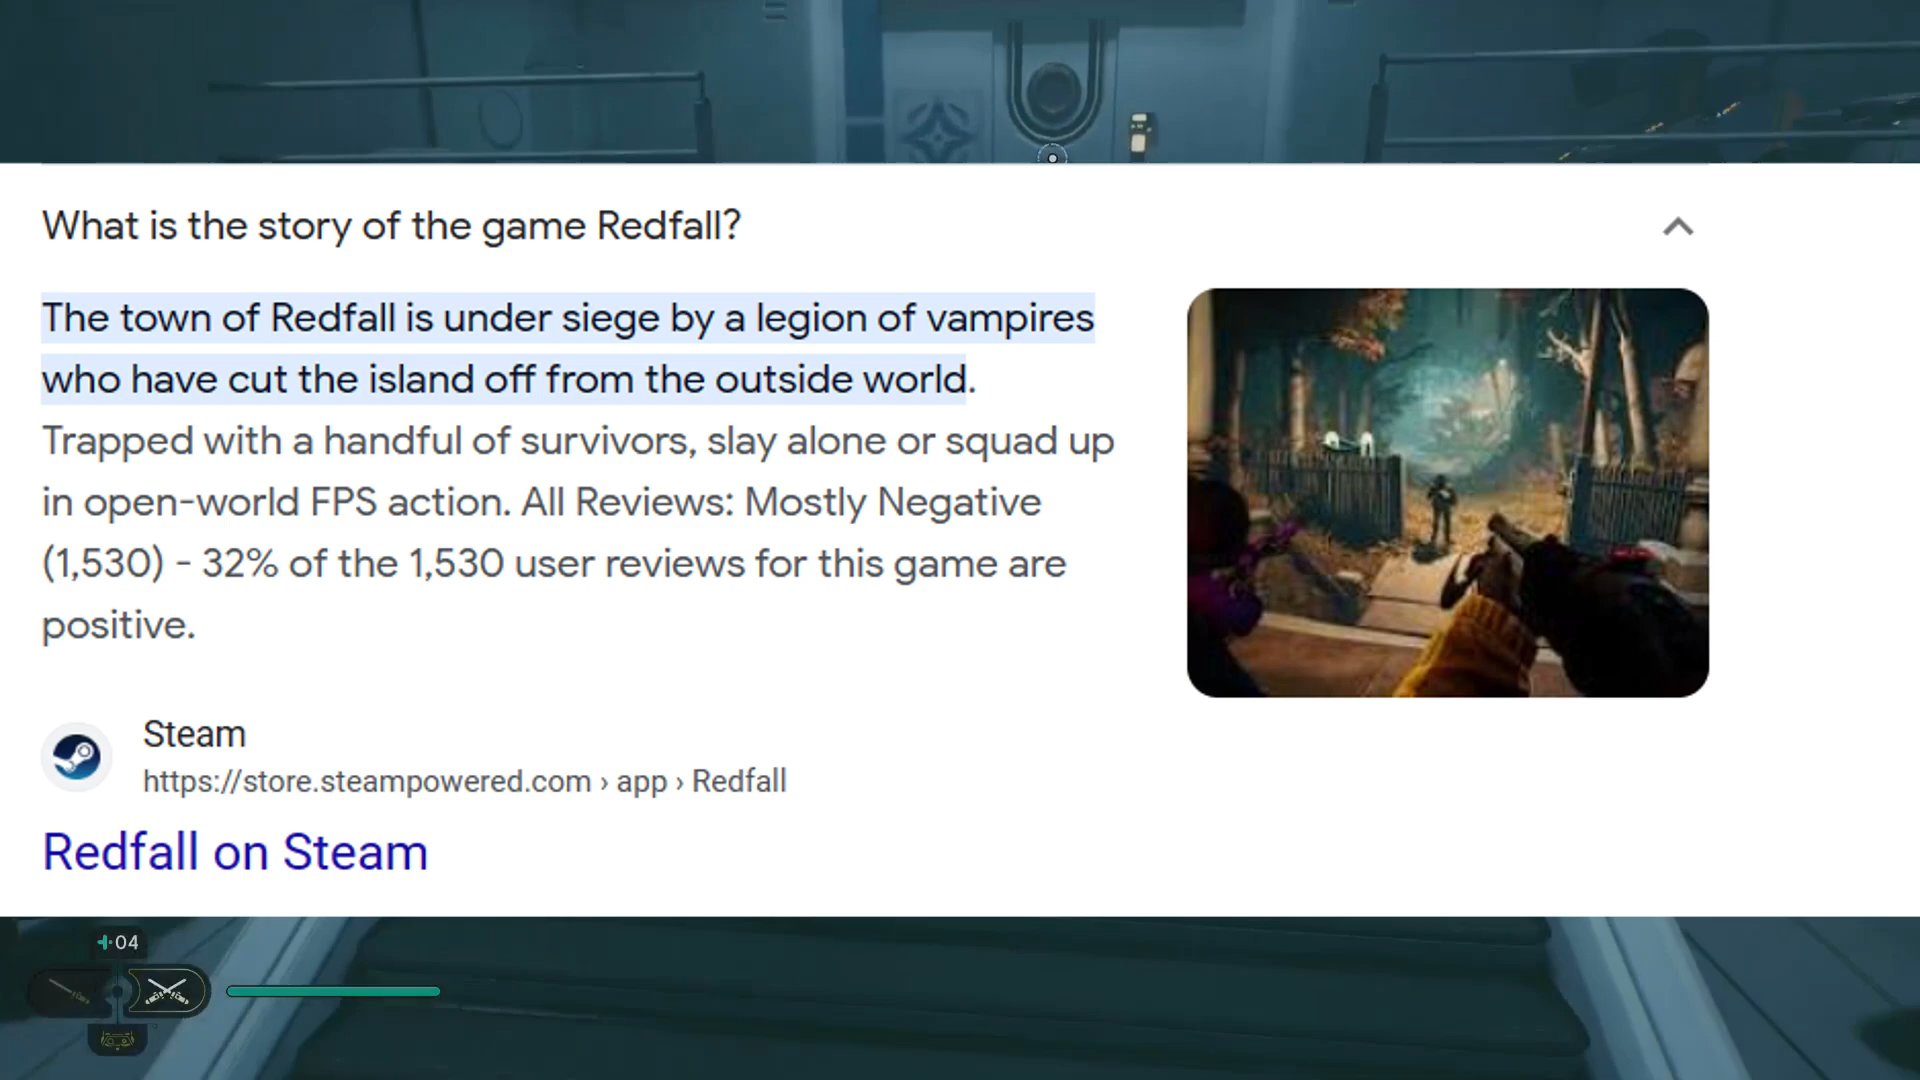 What is the story of the game Redfall?
The town of Redfall is under siege by a legion of vampires
who have cut the island off from the outside world.
Trapped with a handful of survivors, slay alone or squad up
in open-world FPS action. All Reviews: Mostly Negative
(1,530) - 32% of the 1,530 user reviews for this game are
positive.
Steam
https://store.steampowered.com › app › Redfall
Redfall on Steam
+04